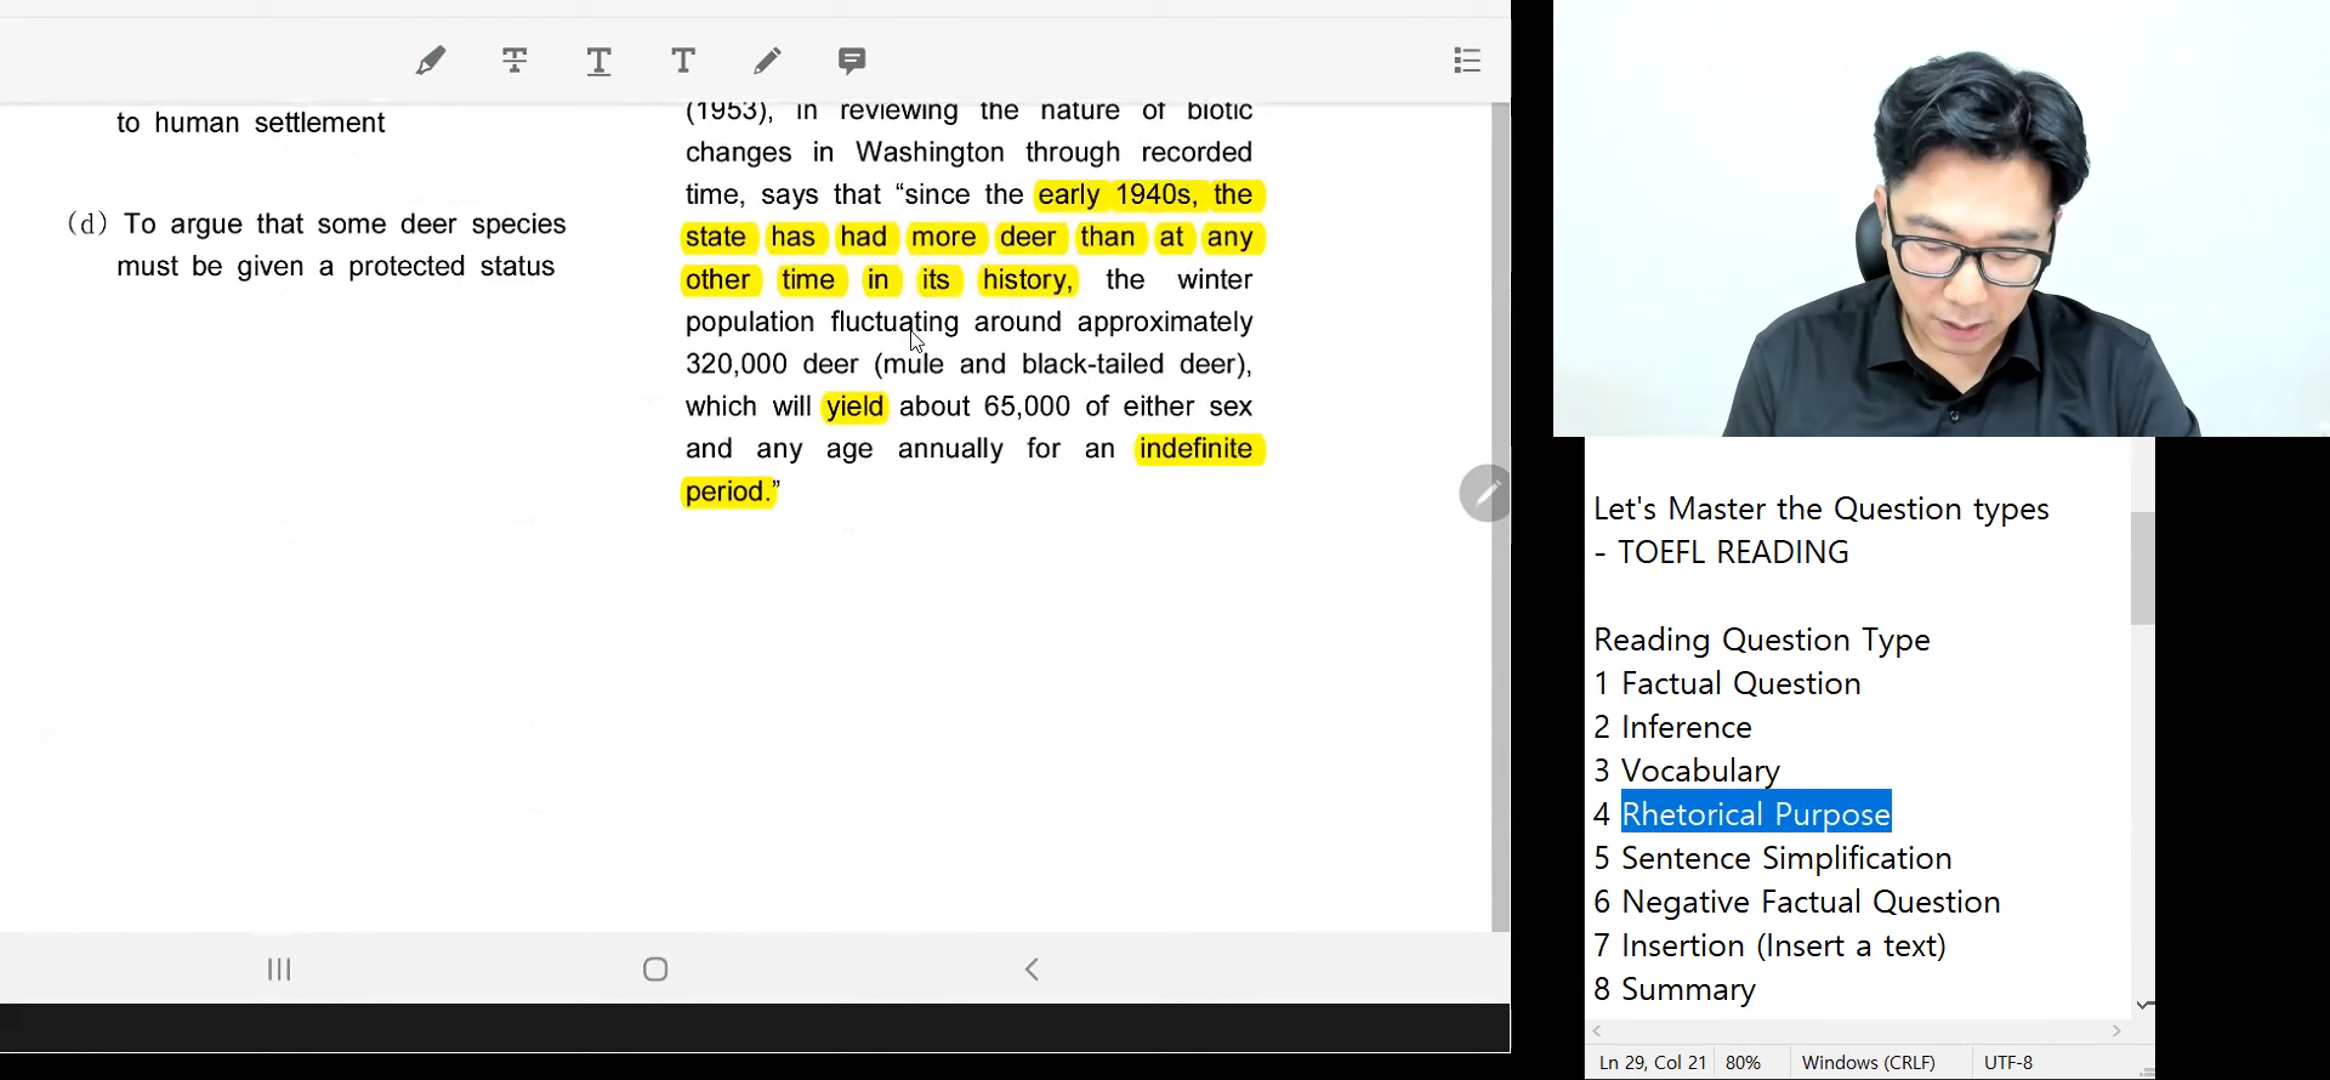 to human settlement
(d) To argue that some deer species
must be given a protected status
(1953), in reviewing the nature of biotic
changes in Washington through recorded
time, says that “since the early 1940s, the
state has had more deer than at any
other time in its history, the winter
population fluctuating around approximately
320,000 deer (mule and black-tailed deer),
which will yield about 65,000 of either sex
and any age annually for an indefinite
period.”
Let's Master the Question types
- TOEFL READING
Reading Question Type
1 Factual Question
2 Inference
3 Vocabulary
4 Rhetorical Purpose
5 Sentence Simplification
6 Negative Factual Question
7 Insertion (Insert a text)
8 Summary
Ln 29, Col 21 80% Windows (CRLF) UTF-8